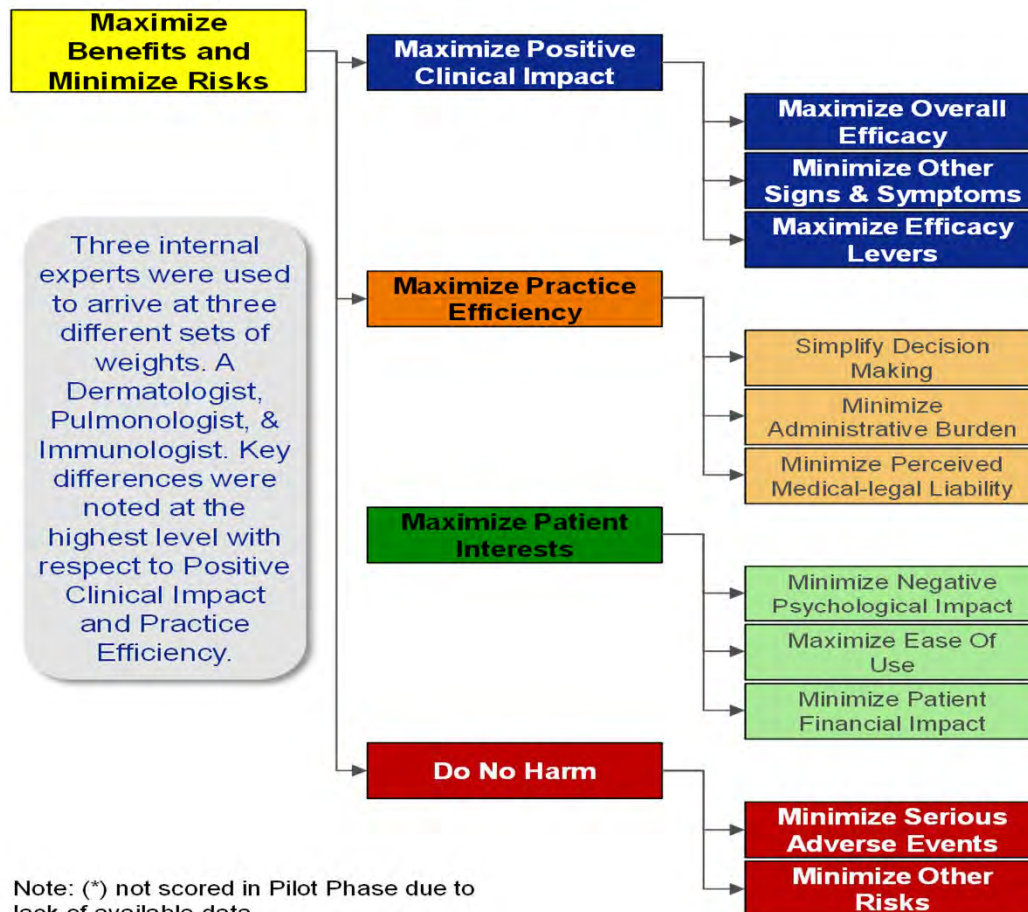 Maximize
Benefits and
Minimize Risks
Maximize Positive
Clinical Impact
Maximize Overall
Efficacy
Minimize Other
Signs & Symptoms
Maximize Efficacy
Levers
Three internal
experts were used
to arrive at three
different sets of
weights. A
Dermatologist,
Pulmonologist, &
Immunologist. Key
differences were
noted at the
highest level with
respect to Positive
Clinical Impact
and Practice
Efficiency.
Maximize Practice
Efficiency
Simplify Decision
Making
Minimize
Administrative Burden
Minimize Perceived
Medical-legal Liability
Maximize Patient
Interests
Minimize Negative
Psychological Impact
Maximize Ease Of
Use
Minimize Patient
Financial Impact
Do No Harm
Minimize Serious
Adverse Events
Minimize Other
Risks
Note: (*) not scored in Pilot Phase due to
lack of available data